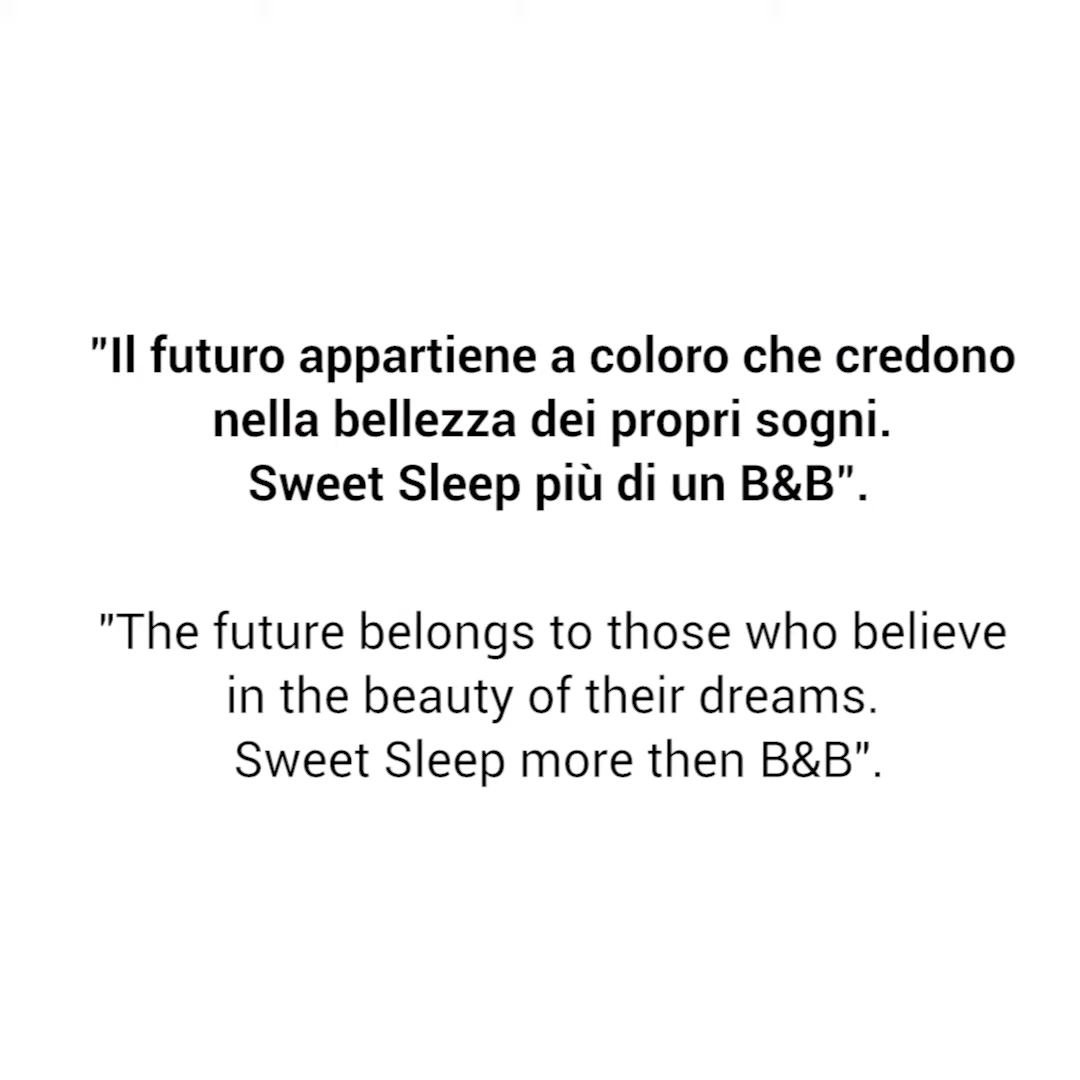 "Il futuro appartiene a coloro che credono
nella bellezza dei propri sogni.
Sweet Sleep più di un B&B".
"The future belongs to those who believe
in the beauty of their dreams.
Sweet Sleep more then B&B".